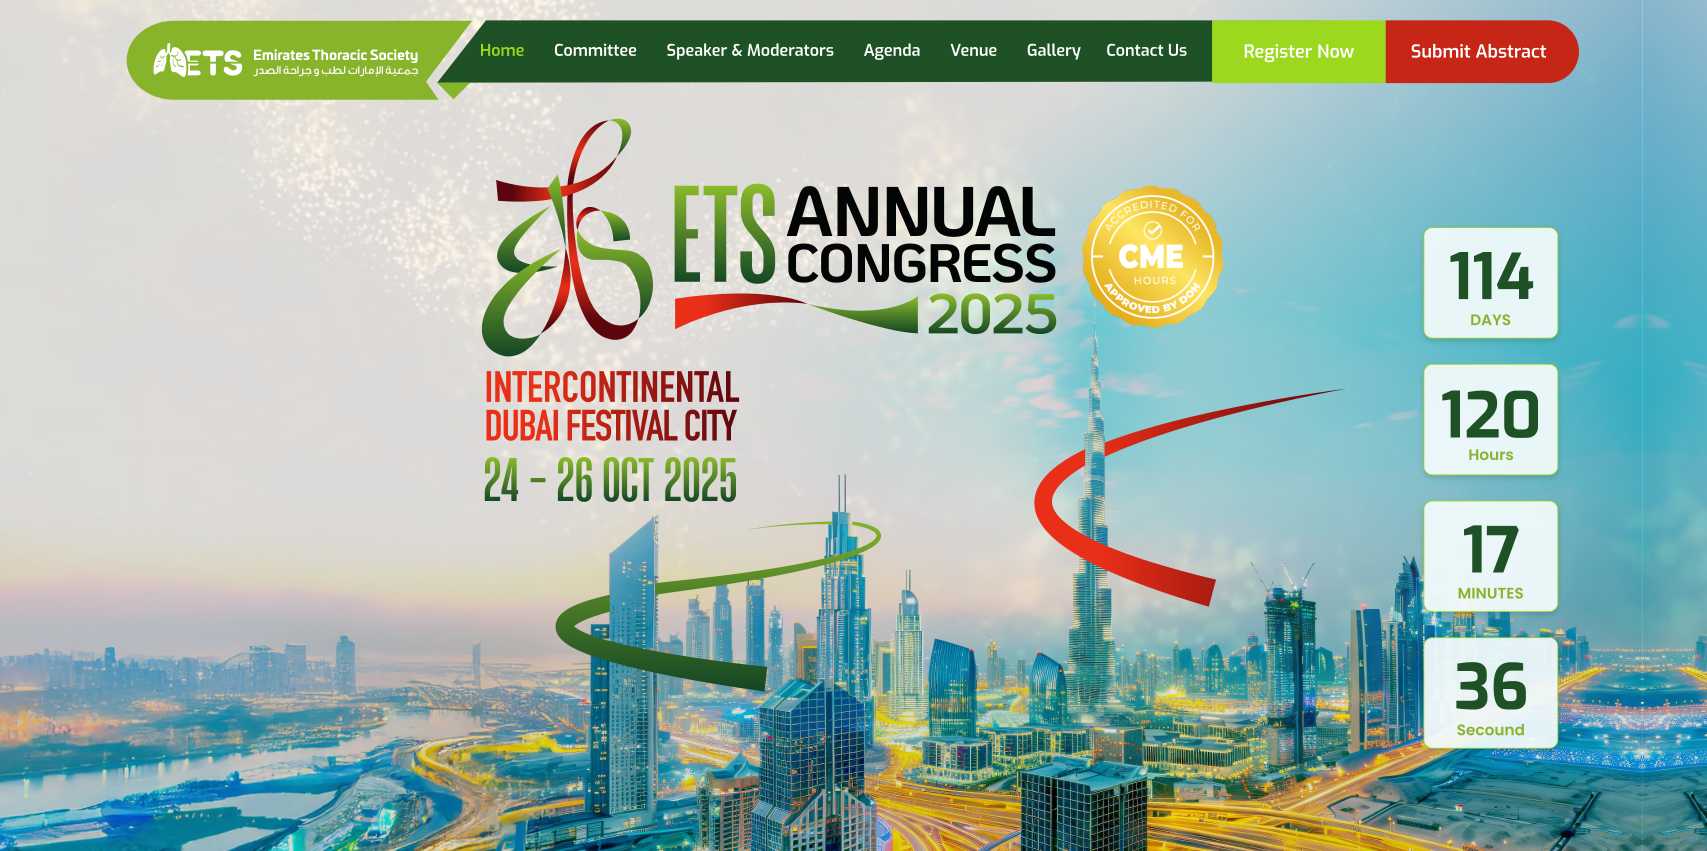 ETS
Emirates Thoracic Society
جمعية الإمارات لطب و جراحة الصدر
Home
Committee
Speaker & Moderators
Agenda
Venue
Gallery
Contact Us
Register Now
Submit Abstract
ETS ANNUAL
CONGRESS
2025
ACCREDITED FOR
CME
HOURS
APPROVED BY DOH
INTERCONTINENTAL
DUBAI FESTIVAL CITY
24 - 26 OCT 2025
114
DAYS
120
Hours
17
MINUTES
36
Secound